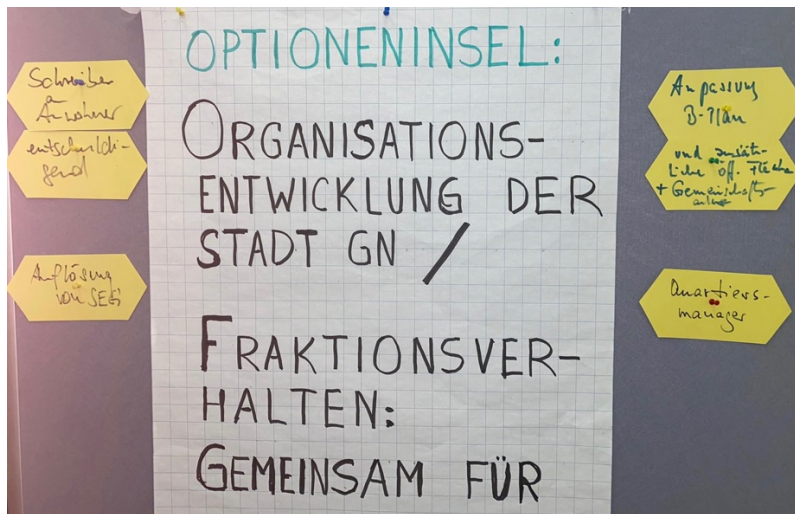 OPTIONENINSEL:
ORGANISATIONS-
ENTWICKLUNG DER
STADT GN /
FRAKTIONSVER-
HALTEN:
GEMEINSAM FÜR
Schreiben
Anwohner
entschuldi-
gend
Auflösung
von SEG
Anpassung
B-Plan
und zusätz-
liche öff. Fläche
+ Gemeinschafts-
Quartiers-
manager